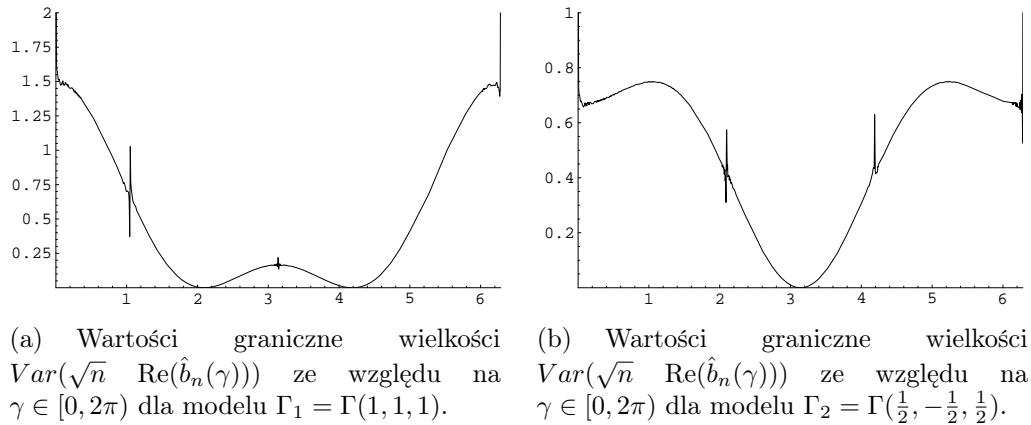 2
1.75
1.5
1.25
1
0.75
0.5
0.25
1 2 3 4 5 6
1
0.8
0.6
0.4
0.2
1 2 3 4 5 6
(a) Wartości graniczne wielkości
Var(√n Re(b̂ₙ(γ))) ze względu na
γ ∈ [0, 2π) dla modelu Γ₁ = Γ(1, 1, 1).
(b) Wartości graniczne wielkości
Var(√n Re(b̂ₙ(γ))) ze względu na
γ ∈ [0, 2π) dla modelu Γ₂ = Γ(½, −½, ½).